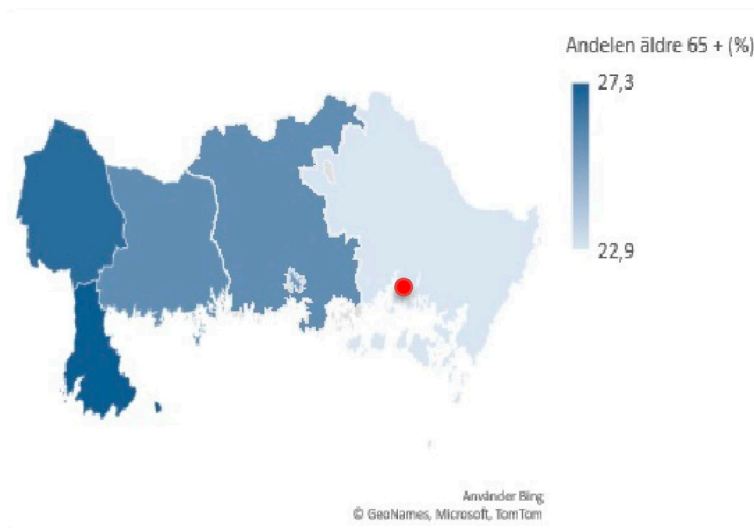 Andelen äldre 65 + (%)
27,3
22,9
Använder Bing
© GeoNames, Microsoft, TomTom